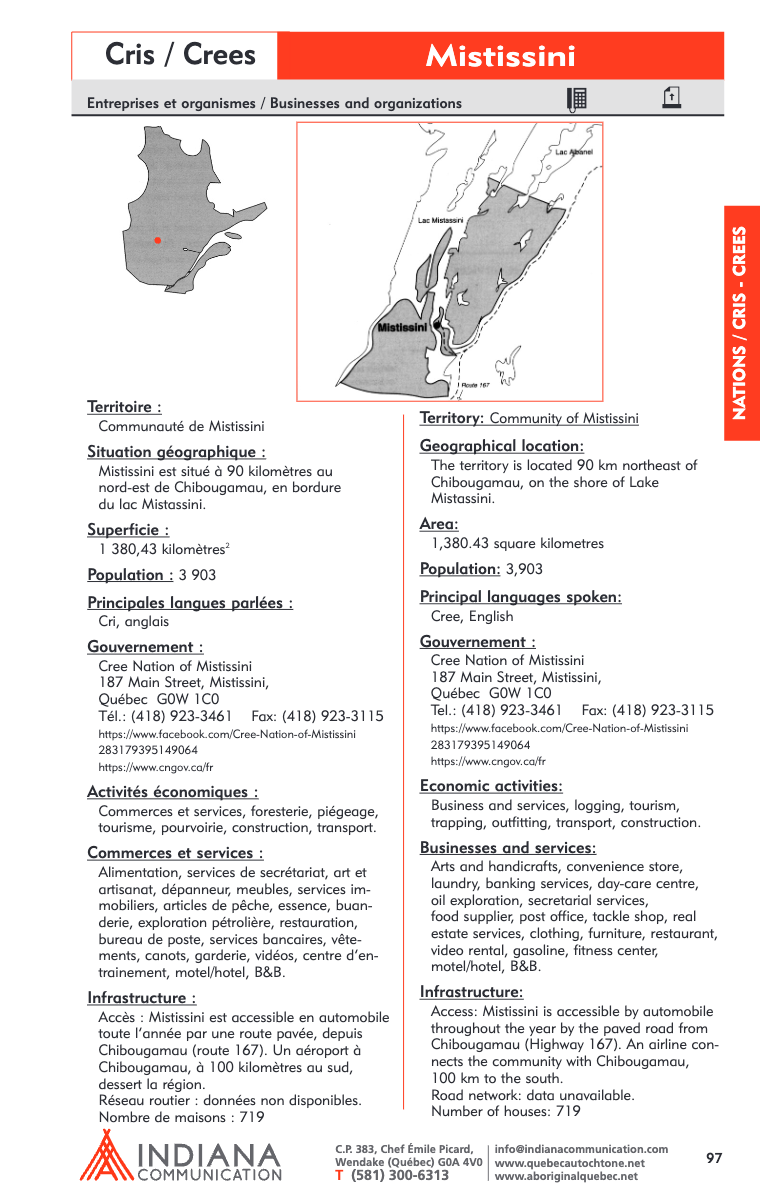 Cris / Crees
Mistissini
Entreprises et organismes / Businesses and organizations
Lac Albanel
Lac Mistassini
Mistissini
Route 167
NATIONS / CRIS - CREES
Territoire :
Communauté de Mistissini
Situation géographique :
Mistissini est situé à 90 kilomètres au
nord-est de Chibougamau, en bordure
du lac Mistassini.
Superficie :
1 380,43 kilomètres²
Population : 3 903
Principales langues parlées :
Cri, anglais
Gouvernement :
Cree Nation of Mistissini
187 Main Street, Mistissini,
Québec G0W 1C0
Tél.: (418) 923-3461 Fax: (418) 923-3115
https://www.facebook.com/Cree-Nation-of-Mistissini
283179395149064
https://www.cngov.ca/fr
Activités économiques :
Commerces et services, foresterie, piégeage,
tourisme, pourvoirie, construction, transport.
Commerces et services :
Alimentation, services de secrétariat, art et
artisanat, dépanneur, meubles, services im-
mobiliers, articles de pêche, essence, buan-
derie, exploration pétrolière, restauration,
bureau de poste, services bancaires, vête-
ments, canots, garderie, vidéos, centre d'en-
trainement, motel/hotel, B&B.
Infrastructure :
Accès : Mistissini est accessible en automobile
toute l'année par une route pavée, depuis
Chibougamau (route 167). Un aéroport à
Chibougamau, à 100 kilomètres au sud,
dessert la région.
Réseau routier : données non disponibles.
Nombre de maisons : 719
Territory: Community of Mistissini
Geographical location:
The territory is located 90 km northeast of
Chibougamau, on the shore of Lake
Mistassini.
Area:
1,380.43 square kilometres
Population: 3,903
Principal languages spoken:
Cree, English
Gouvernement :
Cree Nation of Mistissini
187 Main Street, Mistissini,
Québec G0W 1C0
Tel.: (418) 923-3461 Fax: (418) 923-3115
https://www.facebook.com/Cree-Nation-of-Mistissini
283179395149064
https://www.cngov.ca/fr
Economic activities:
Business and services, logging, tourism,
trapping, outfitting, transport, construction.
Businesses and services:
Arts and handicrafts, convenience store,
laundry, banking services, day-care centre,
oil exploration, secretarial services,
food supplier, post office, tackle shop, real
estate services, clothing, furniture, restaurant,
video rental, gasoline, fitness center,
motel/hotel, B&B.
Infrastructure:
Access: Mistissini is accessible by automobile
throughout the year by the paved road from
Chibougamau (Highway 167). An airline con-
nects the community with Chibougamau,
100 km to the south.
Road network: data unavailable.
Number of houses: 719
INDIANA
COMMUNICATION
C.P. 383, Chef Émile Picard,
Wendake (Québec) G0A 4V0
T (581) 300-6313
info@indianacommunication.com
www.quebecautochtone.net
www.aboriginalquebec.net
97